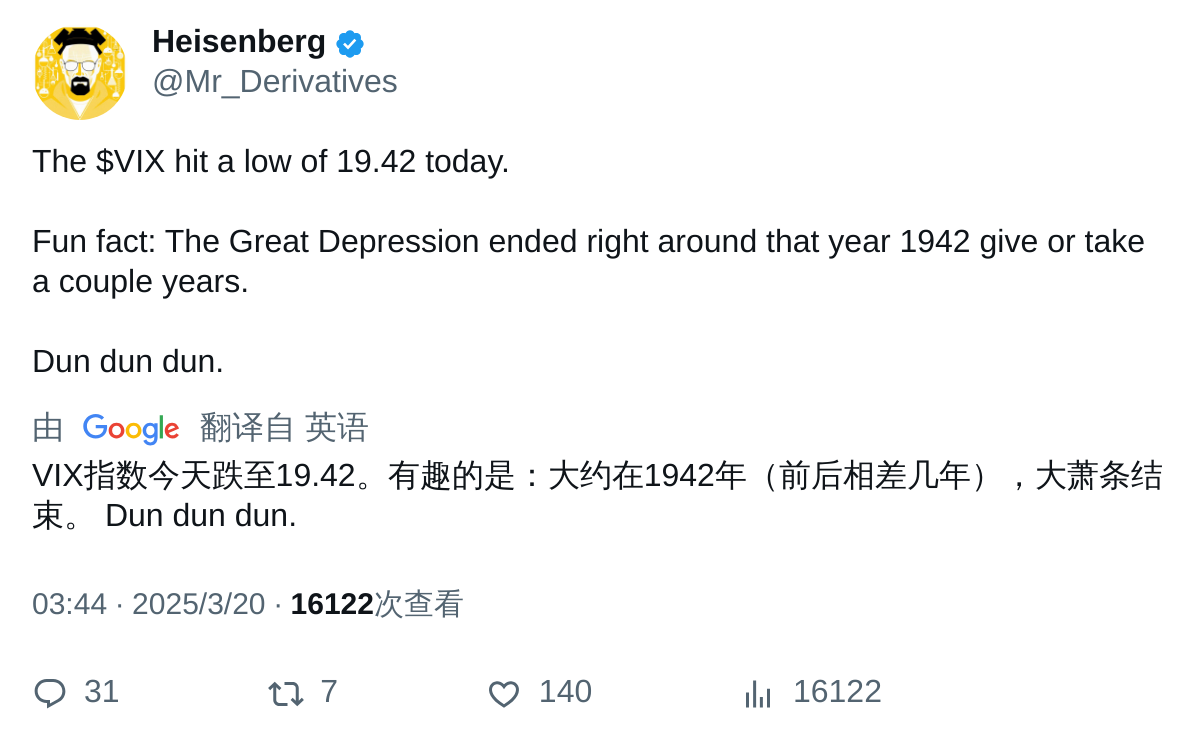 Heisenberg
@Mr_Derivatives
The $VIX hit a low of 19.42 today.
Fun fact: The Great Depression ended right around that year 1942 give or take
a couple years.
Dun dun dun.
由 Google 翻译自 英语
VIX指数今天跌至19.42。有趣的是：大约在1942年（前后相差几年），大萧条结
束。 Dun dun dun.
03:44 · 2025/3/20 · 16122次查看
31 7 140 16122